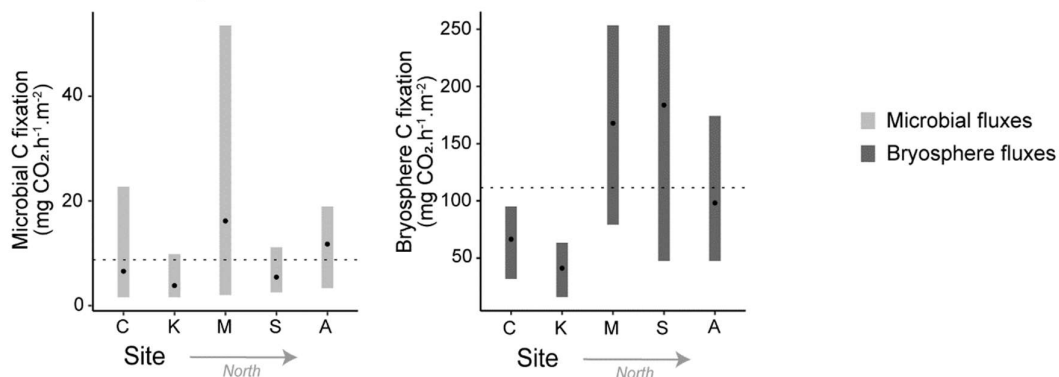 Microbial C fixation
(mg CO₂.h⁻¹.m⁻²)
40
20
0
C K M S A
Site
North
Bryosphere C fixation
(mg CO₂.h⁻¹.m⁻²)
250
200
150
100
50
C K M S A
Site
North
Microbial fluxes
Bryosphere fluxes